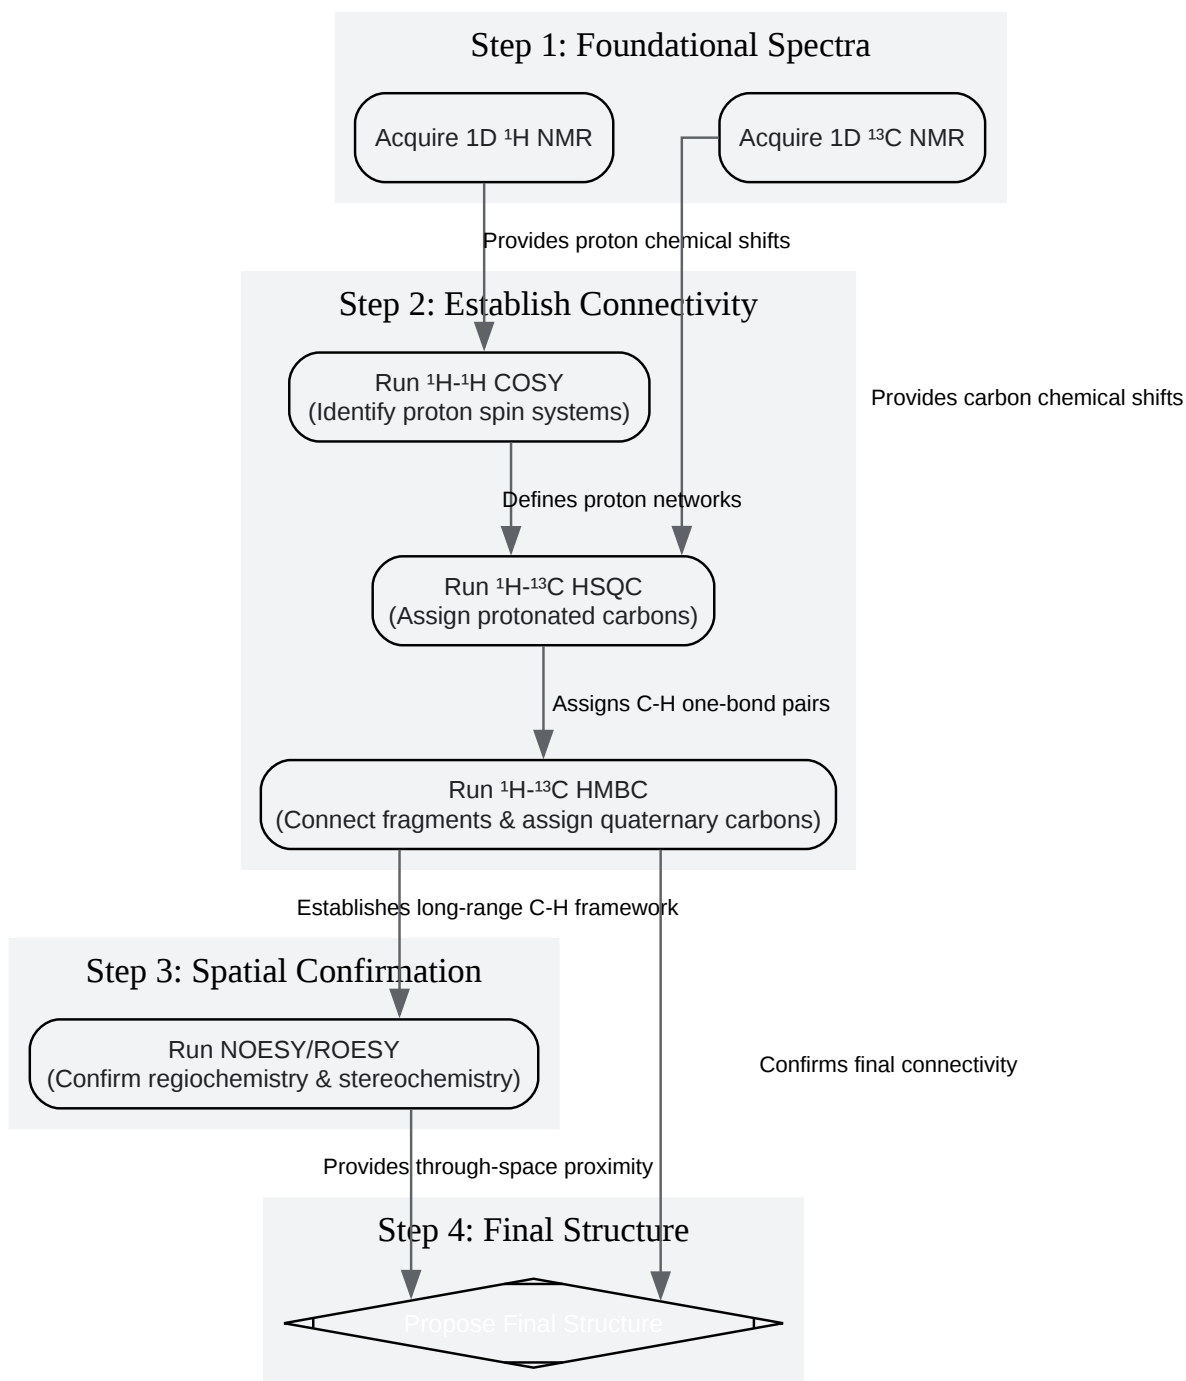 Step 1: Foundational Spectra
Acquire 1D ¹H NMR
Acquire 1D ¹³C NMR
Provides proton chemical shifts
Step 2: Establish Connectivity
Run ¹H-¹H COSY
(Identify proton spin systems)
Provides carbon chemical shifts
Defines proton networks
Run ¹H-¹³C HSQC
(Assign protonated carbons)
Assigns C-H one-bond pairs
Run ¹H-¹³C HMBC
(Connect fragments & assign quaternary carbons)
Establishes long-range C-H framework
Step 3: Spatial Confirmation
Run NOESY/ROESY
(Confirm regiochemistry & stereochemistry)
Confirms final connectivity
Provides through-space proximity
Step 4: Final Structure
Propose Final Structure